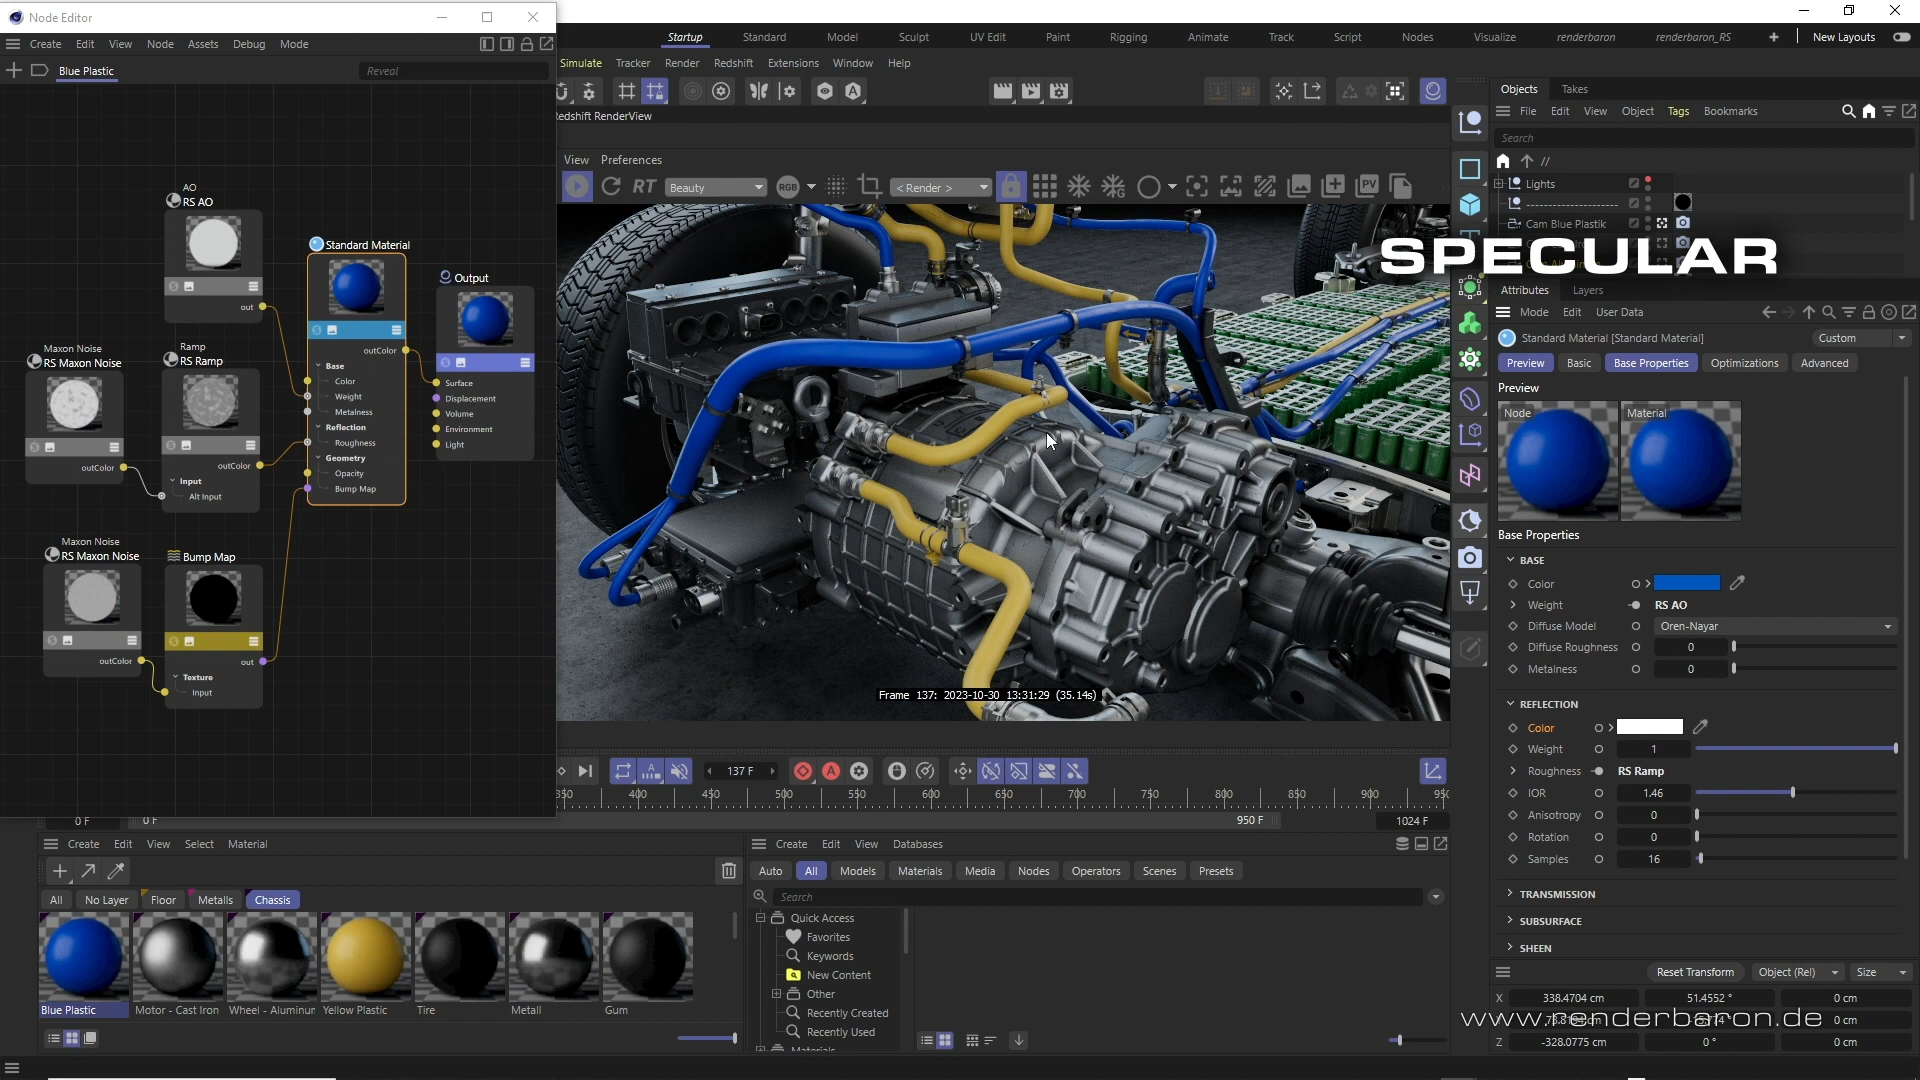 Node Editor
Create Edit View Node Assets Debug Mode
Blue Plastic
Reveal
AO
RS AO
out
Standard Material
outColor
Base
Color
Weight
Metalness
Reflection
Roughness
Geometry
Opacity
Bump Map
Output
Surface
Displacement
Volume
Environment
Light
Maxon Noise
RS Maxon Noise
outColor
Ramp
RS Ramp
outColor
Input
Alt Input
Maxon Noise
RS Maxon Noise
outColor
Bump Map
out
Texture
Input
Startup Standard Model Sculpt UV Edit Paint Rigging Animate Track Script Nodes Visualize renderbaron renderbaron_RS New Layouts
Simulate Tracker Render Redshift Extensions Window Help
Redshift RenderView
View Preferences
RT Beauty RGB < Render > PV
Frame 137: 2023-10-30 13:31:29 (35.14s)
137 F
350 400 450 500 550 600 650 700 750 800 850 900 950
0 F 0 F 950 F 1024 F
Create Edit View Select Material
All No Layer Floor Metalls Chassis
Blue Plastic Motor - Cast Iron Wheel - Aluminur Yellow Plastic Tire Metall Gum
Create Edit View Databases
Auto All Models Materials Media Nodes Operators Scenes Presets
Search
Quick Access
Favorites
Keywords
New Content
Other
Recently Created
Recently Used
Materials
Objects Takes
File Edit View Object Tags Bookmarks
Search
//
Lights
--------------------
Cam Blue Plastik
SPECULAR
Attributes Layers
Mode Edit User Data
Standard Material [Standard Material] Custom
Preview Basic Base Properties Optimizations Advanced
Preview
Node Material
Base Properties
BASE
Color
Weight RS AO
Diffuse Model Oren-Nayar
Diffuse Roughness 0
Metalness 0
REFLECTION
Color
Weight 1
Roughness RS Ramp
IOR 1.46
Anisotropy 0
Rotation 0
Samples 16
TRANSMISSION
SUBSURFACE
SHEEN
Reset Transform Object (Rel) Size
X 338.4704 cm 51.4552 ° 0 cm
www.renderbaron.de
0 cm
Z -328.0775 cm 0 ° 0 cm